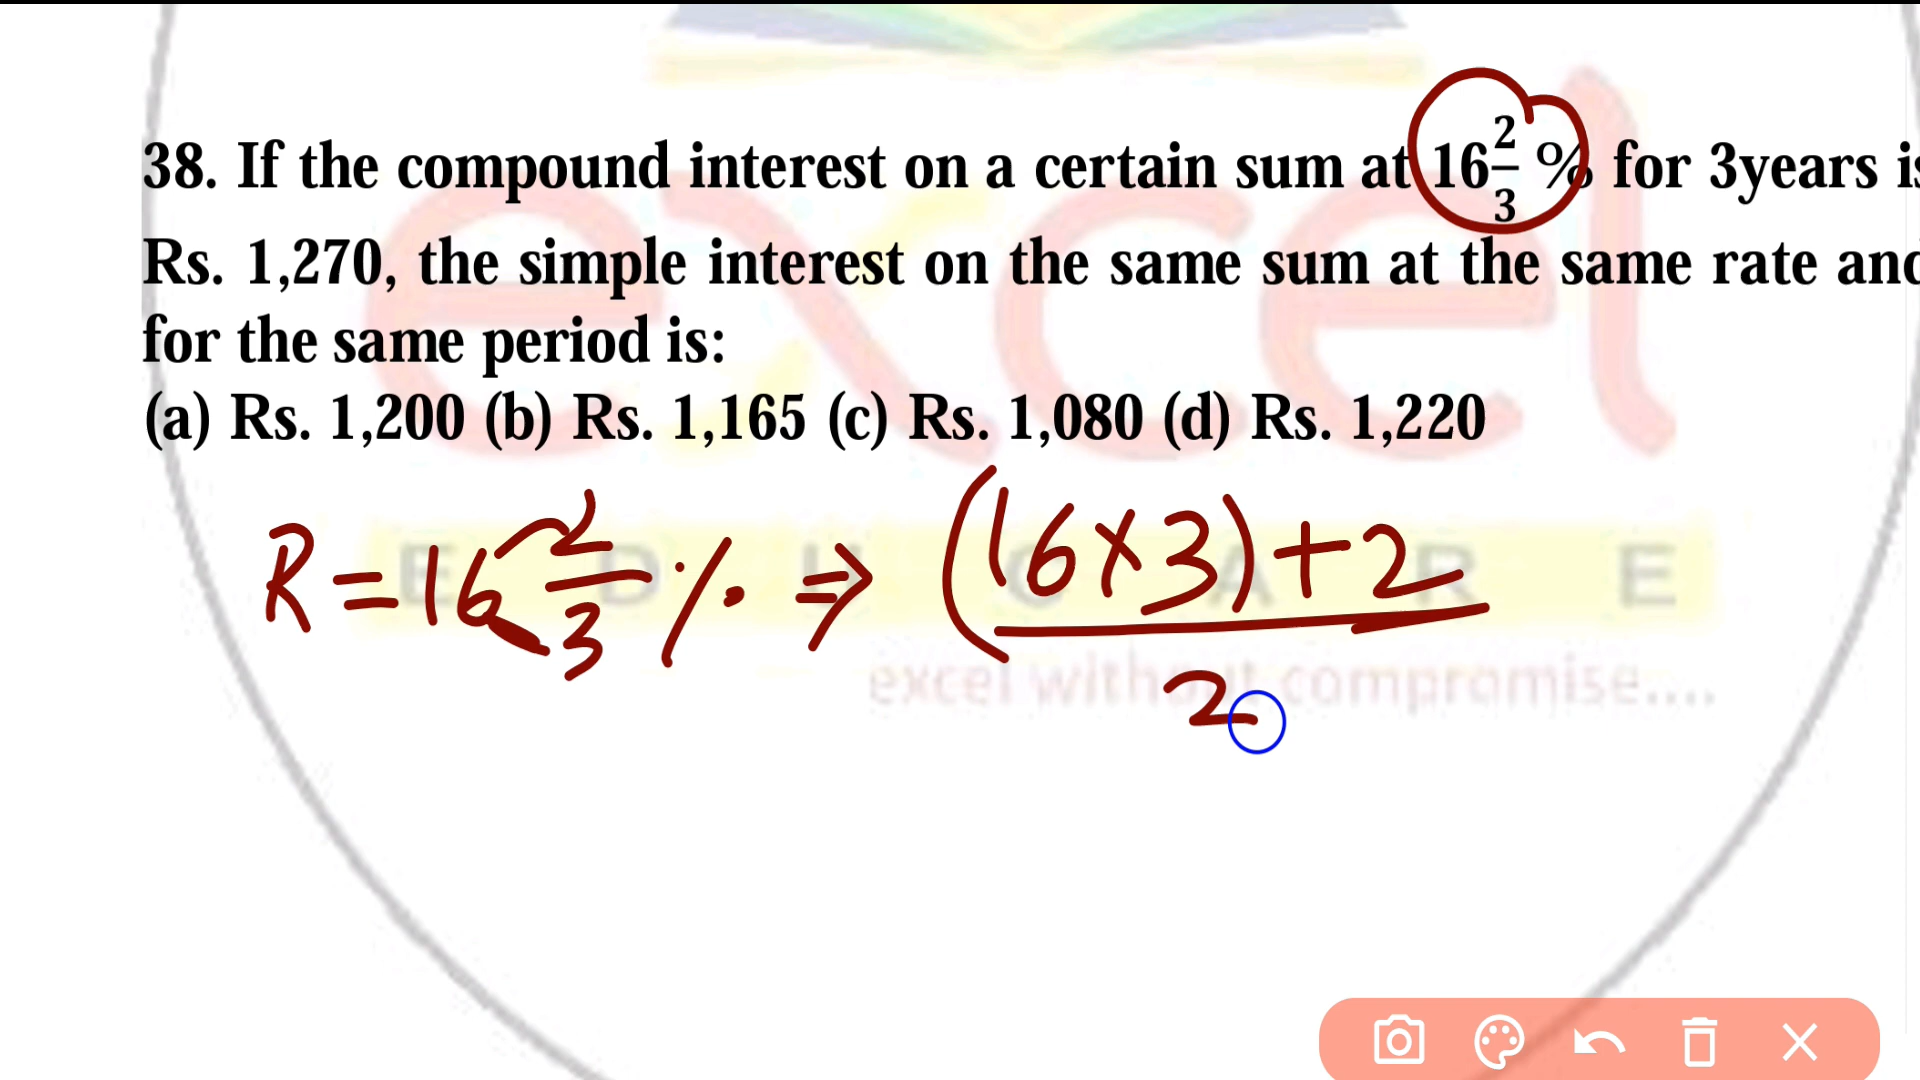 38. If the compound interest on a certain sum at 16 2/3 % for 3years is
Rs. 1,270, the simple interest on the same sum at the same rate and
for the same period is:
(a) Rs. 1,200 (b) Rs. 1,165 (c) Rs. 1,080 (d) Rs. 1,220
R = 16 2/3 % ⇒ (16×3)+2
2
excel
EDUCARE
excel without compromise....